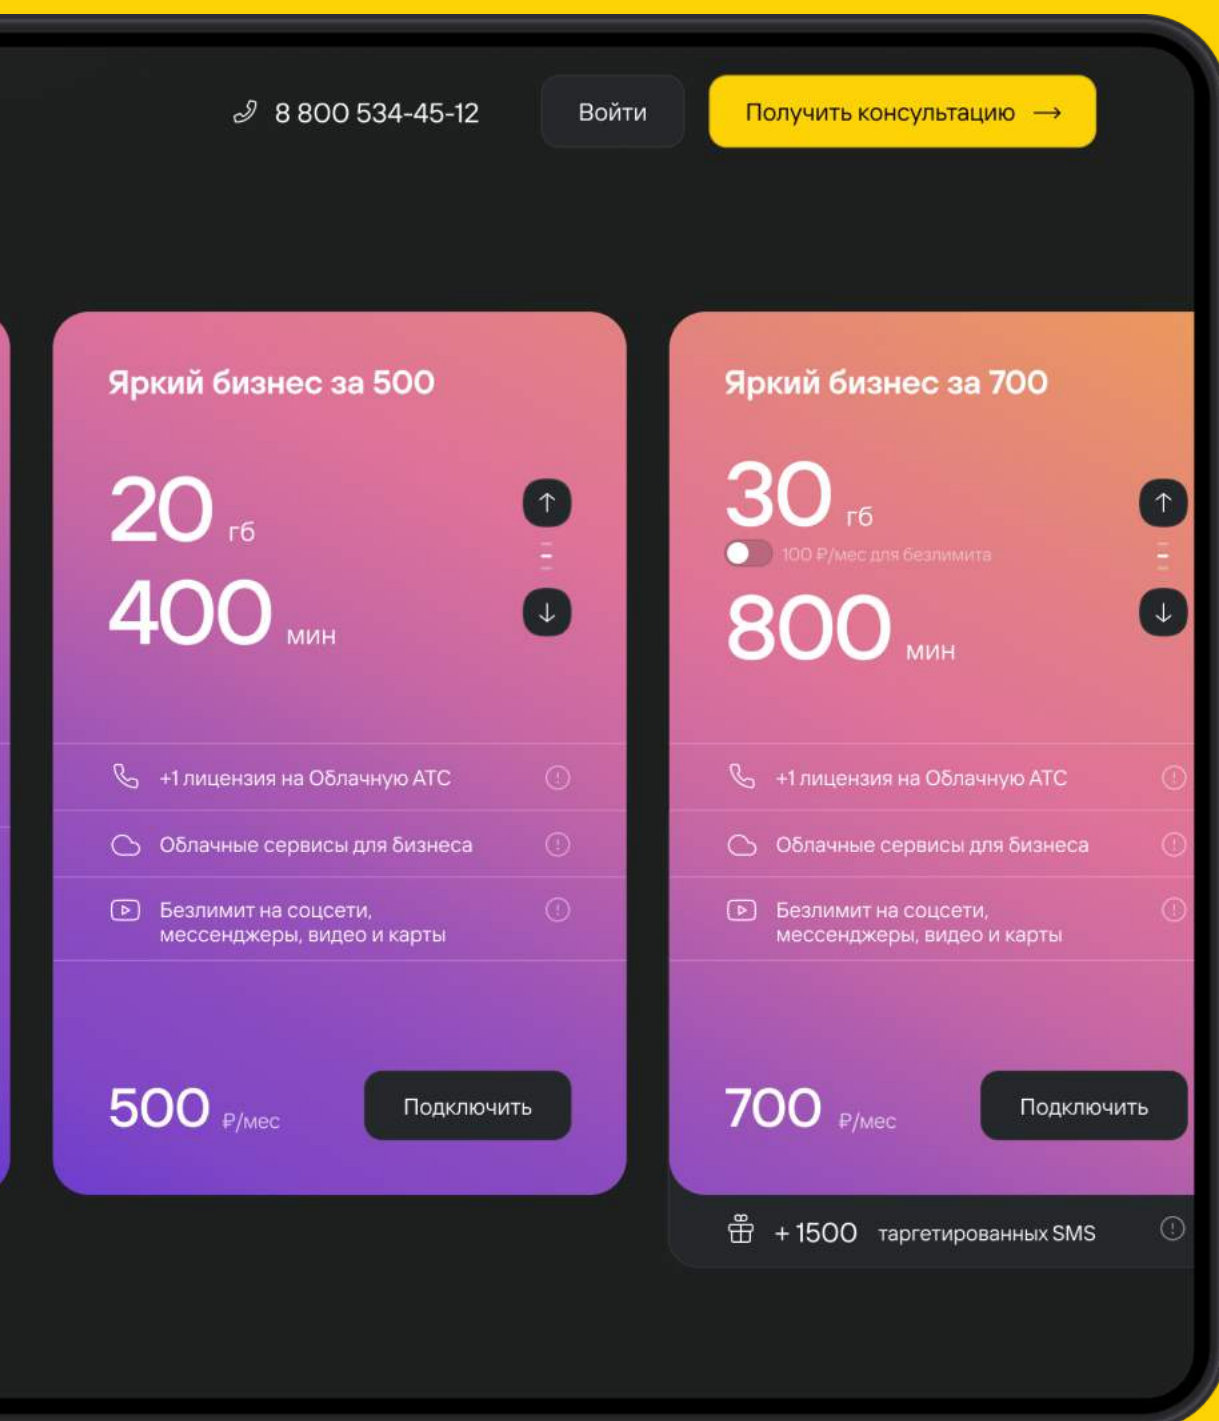 8 800 534-45-12
Войти
Получить консультацию →
Яркий бизнес за 500
20 гб
400 мин
+1 лицензия на Облачную АТС
Облачные сервисы для бизнеса
Безлимит на соцсети,
мессенджеры, видео и карты
500 ₽/мес
Подключить
Яркий бизнес за 700
30 гб
100 ₽/мес для безлимита
800 мин
+1 лицензия на Облачную АТС
Облачные сервисы для бизнеса
Безлимит на соцсети,
мессенджеры, видео и карты
700 ₽/мес
Подключить
+ 1500 таргетированных SMS